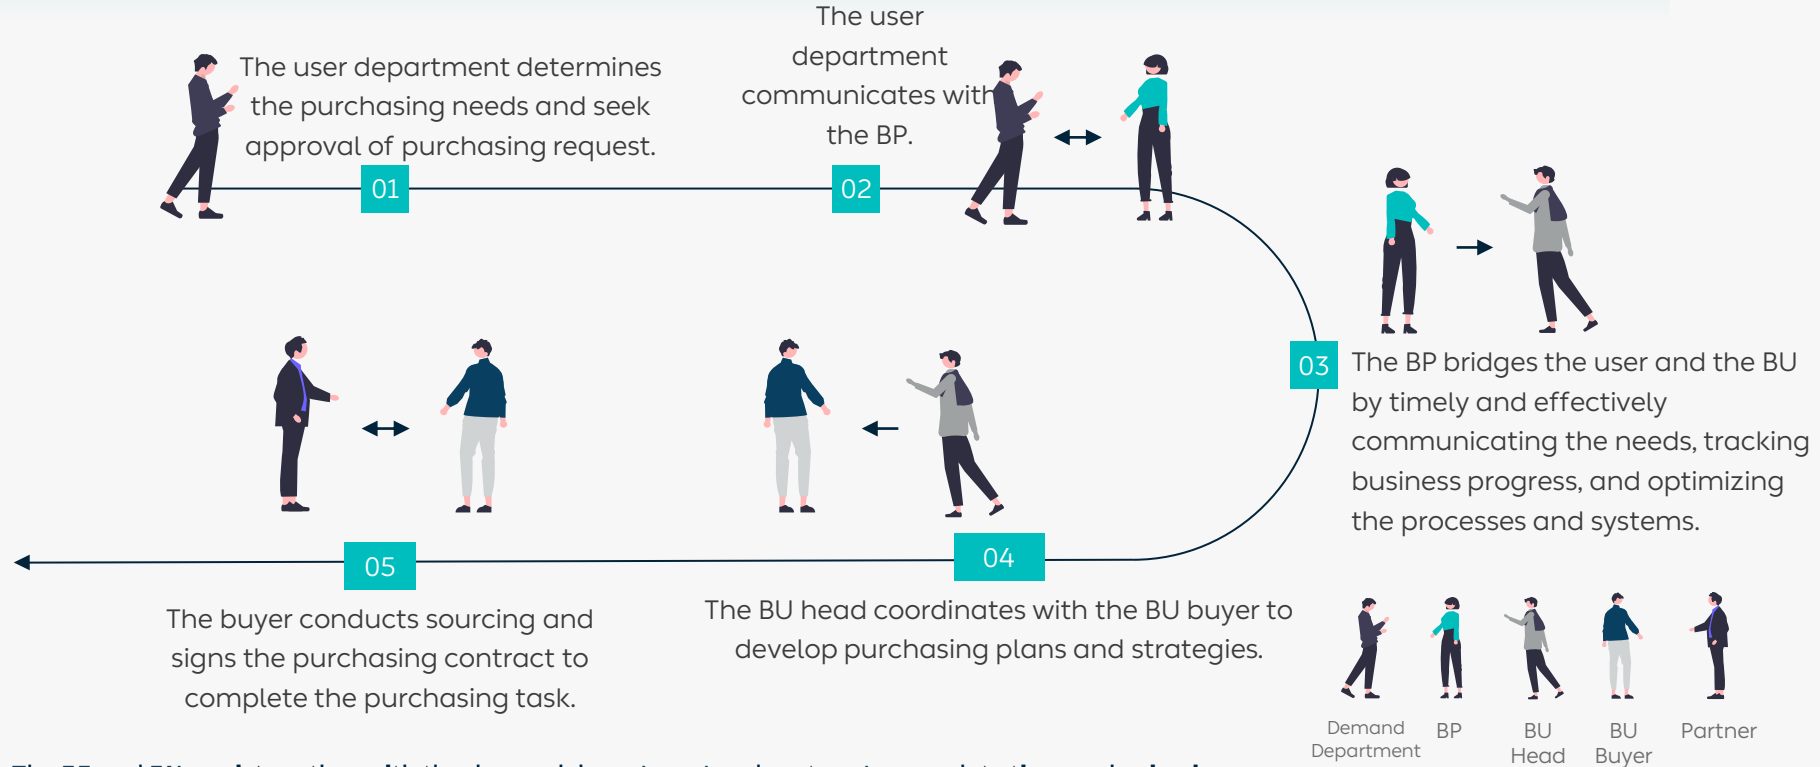 The user department determines
the purchasing needs and seek
approval of purchasing request.
01
The user
department
communicates with
the BP.
02
03
The BP bridges the user and the BU
by timely and effectively
communicating the needs, tracking
business progress, and optimizing
the processes and systems.
04
The BU head coordinates with the BU buyer to
develop purchasing plans and strategies.
05
The buyer conducts sourcing and
signs the purchasing contract to
complete the purchasing task.
Demand
Department
BP
BU
Head
BU
Buyer
Partner